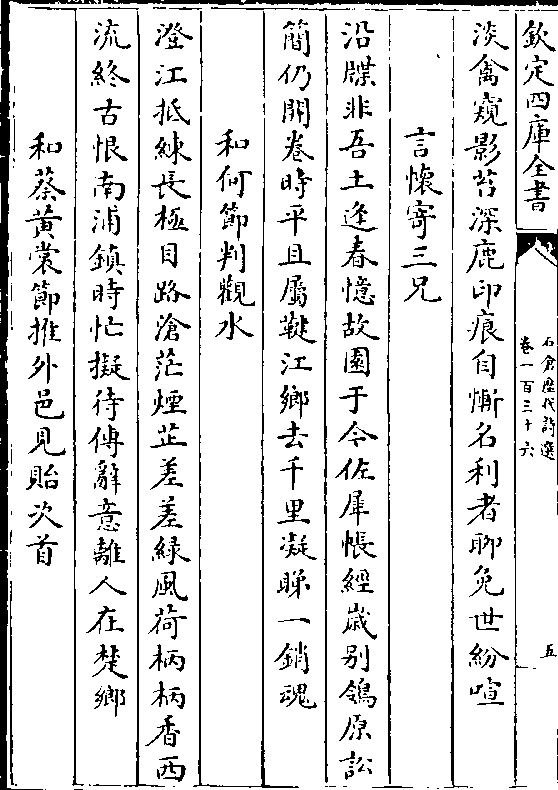 欽定四庫全書
石倉歷代詩選
卷一百三十六
五
淡禽窺影苔深鹿印痕自慚名利者聊免世紛喧
言懷寄三兄
沿牒非吾土逢春憶故園于今佐犀帳經歲别鴒原訟
簡仍開卷時平且屬鞬江鄉去千里凝睇一銷魂
和何節判觀水
澄江抵練長極目路滄茫煙芷差差緑風荷柄柄香西
流終古恨南浦鎮時忙擬待傳辭意離人在楚鄉
和蔡黄裳節推外邑見貽次首